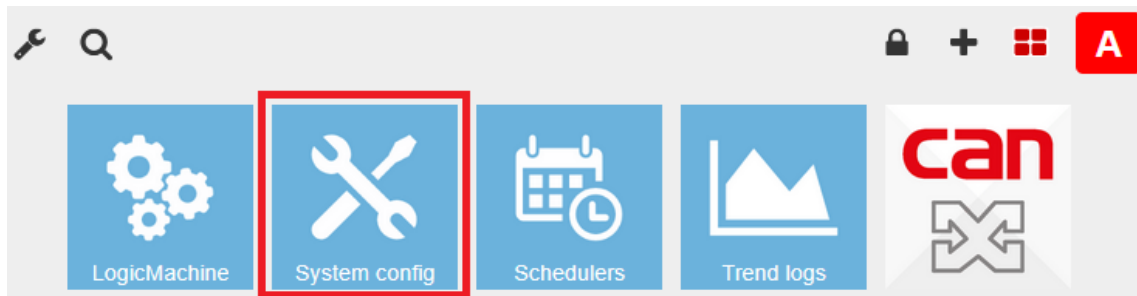 A
can
LogicMachine
System config
Schedulers
Trend logs